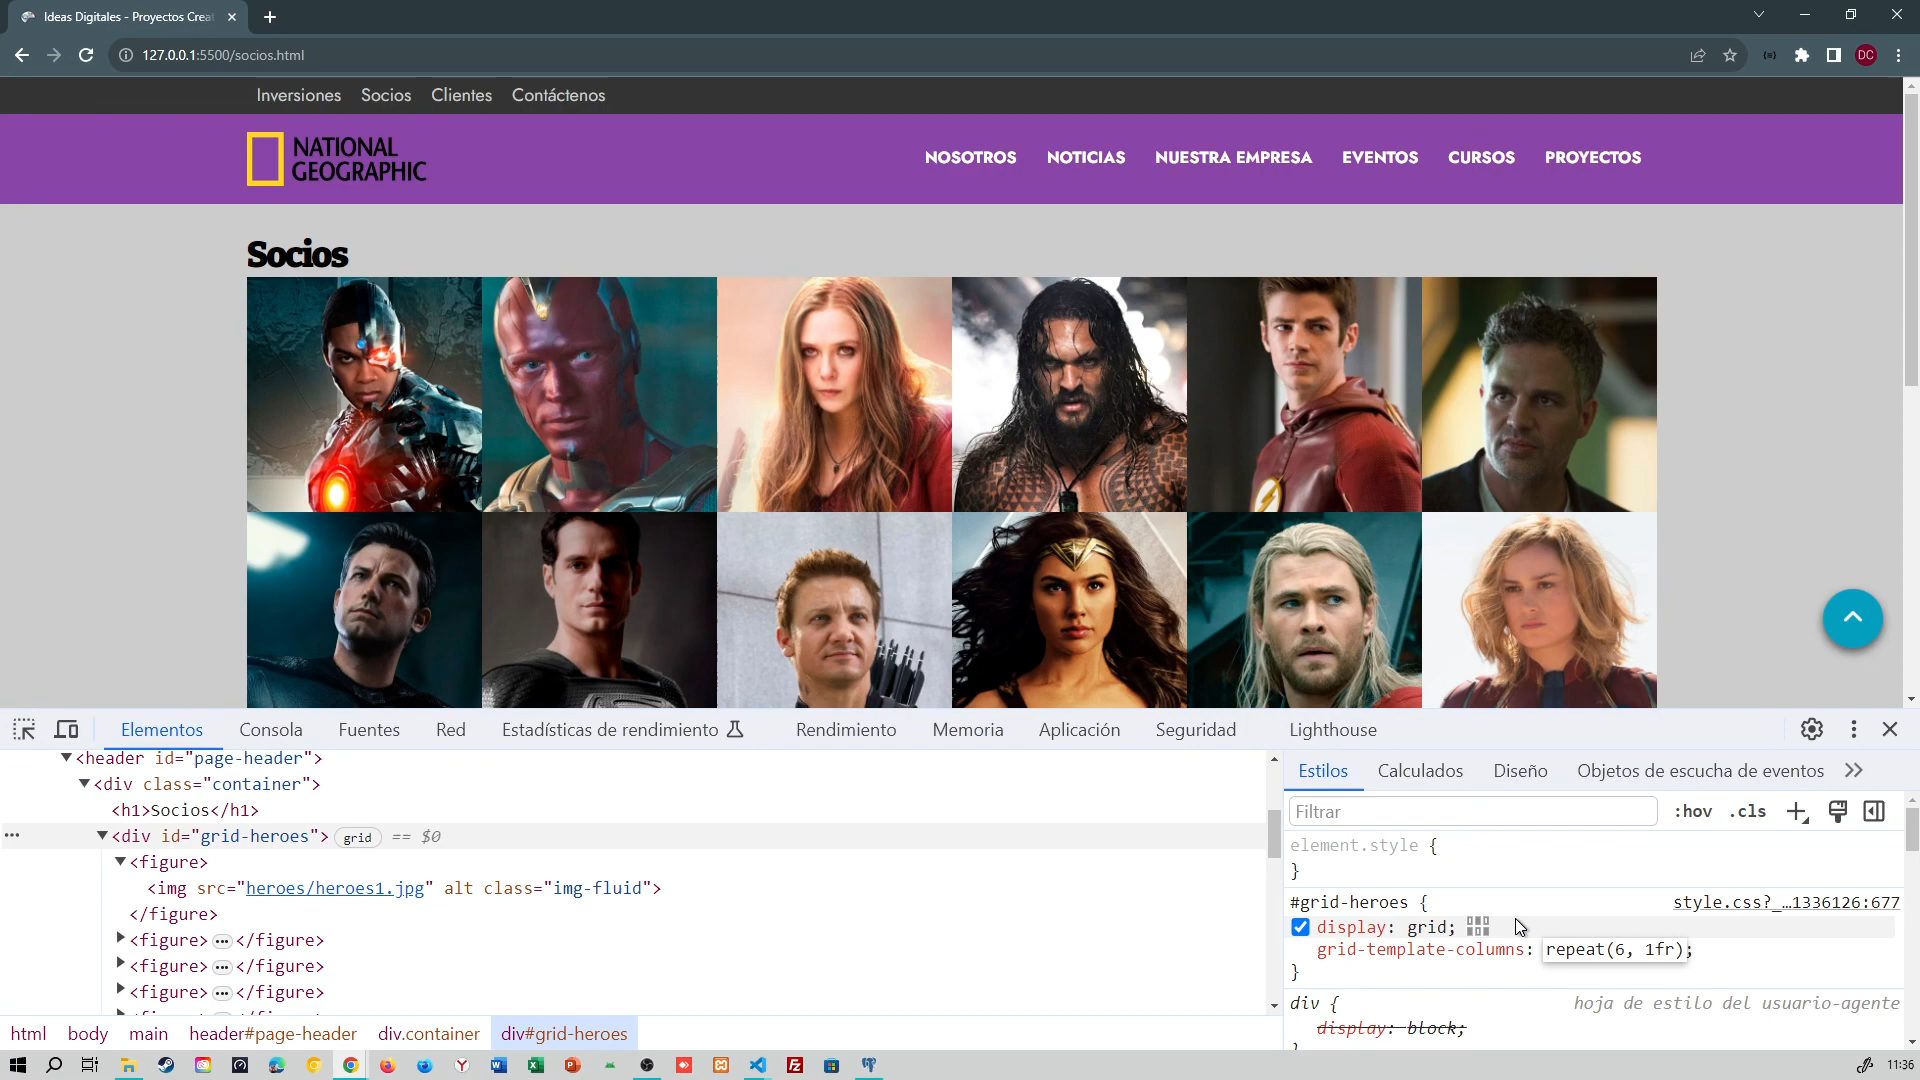 Ideas Digitales - Proyectos Creat
127.0.0.1:5500/socios.html
DC
Inversiones Socios Clientes Contáctenos
NATIONAL
GEOGRAPHIC
NOSOTROS NOTICIAS NUESTRA EMPRESA EVENTOS CURSOS PROYECTOS
Socios
Elementos Consola Fuentes Red Estadísticas de rendimiento Rendimiento Memoria Aplicación Seguridad Lighthouse
<header id="page-header">
<div class="container">
<h1>Socios</h1>
<div id="grid-heroes"> grid == $0
<figure>
<img src="heroes/heroes1.jpg" alt class="img-fluid">
</figure>
<figure> … </figure>
<figure> … </figure>
<figure> … </figure>
html body main header#page-header div.container div#grid-heroes
Estilos Calculados Diseño Objetos de escucha de eventos
Filtrar :hov .cls
element.style {
}
#grid-heroes { style.css?_…1336126:677
display: grid;
grid-template-columns: repeat(6, 1fr);
}
div { hoja de estilo del usuario-agente
display: block;
11:36